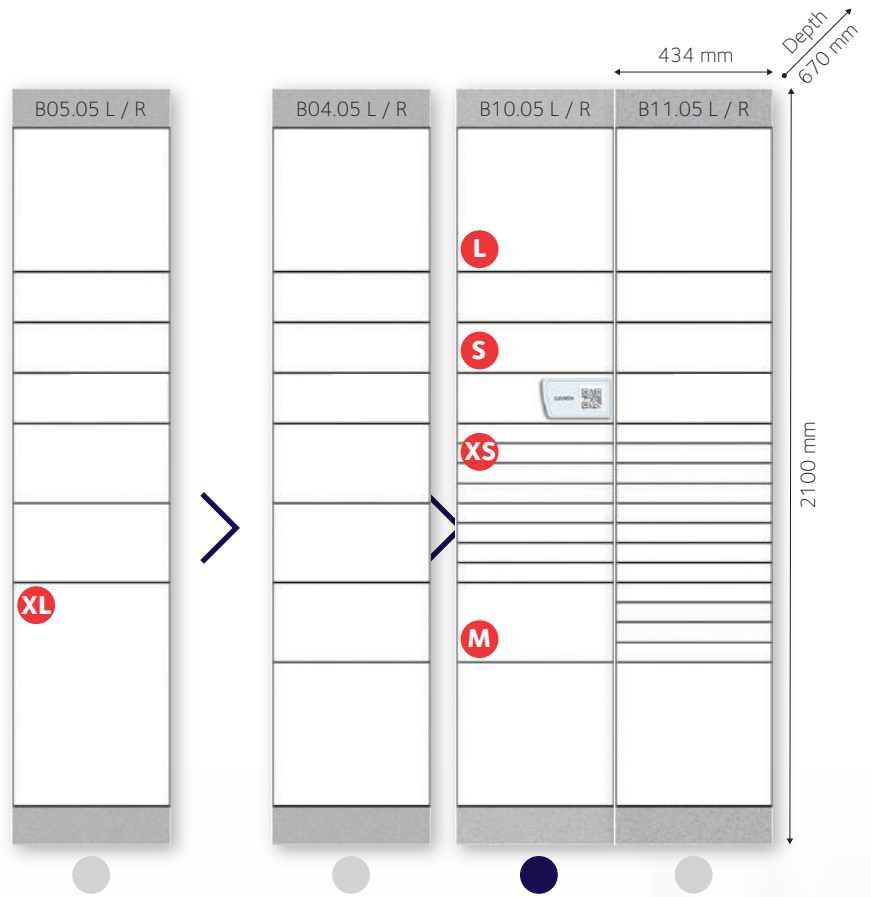 Depth
670 mm
434 mm
B05.05 L / R
B04.05 L / R
B10.05 L / R
B11.05 L / R
L
S
XS
2100 mm
XL
M